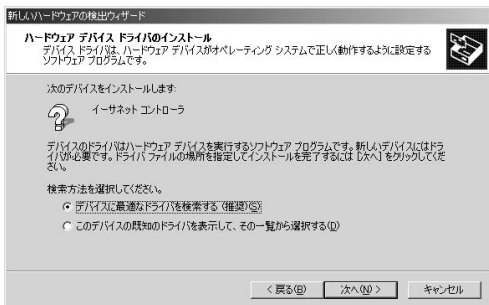 新しいハードウェアの検出ウィザード
ハードウェア デバイス ドライバのインストール
デバイス ドライバは、ハードウェア デバイスがオペレーティング システムで正しく動作するように設定する
ソフトウェア プログラムです。
次のデバイスをインストールします:
イーサネット コントローラ
デバイスのドライバはハードウェア デバイスを実行するソフトウェア プログラムです。新しいデバイスにはドラ
イバが必要です。ドライバ ファイルの場所を指定してインストールを完了するには [次へ] をクリックしてくだ
さい。
検索方法を選択してください。
デバイスに最適なドライバを検索する (推奨)(S)
このデバイスの既知のドライバを表示して、その一覧から選択する(D)
< 戻る(B) 次へ(N) > キャンセル